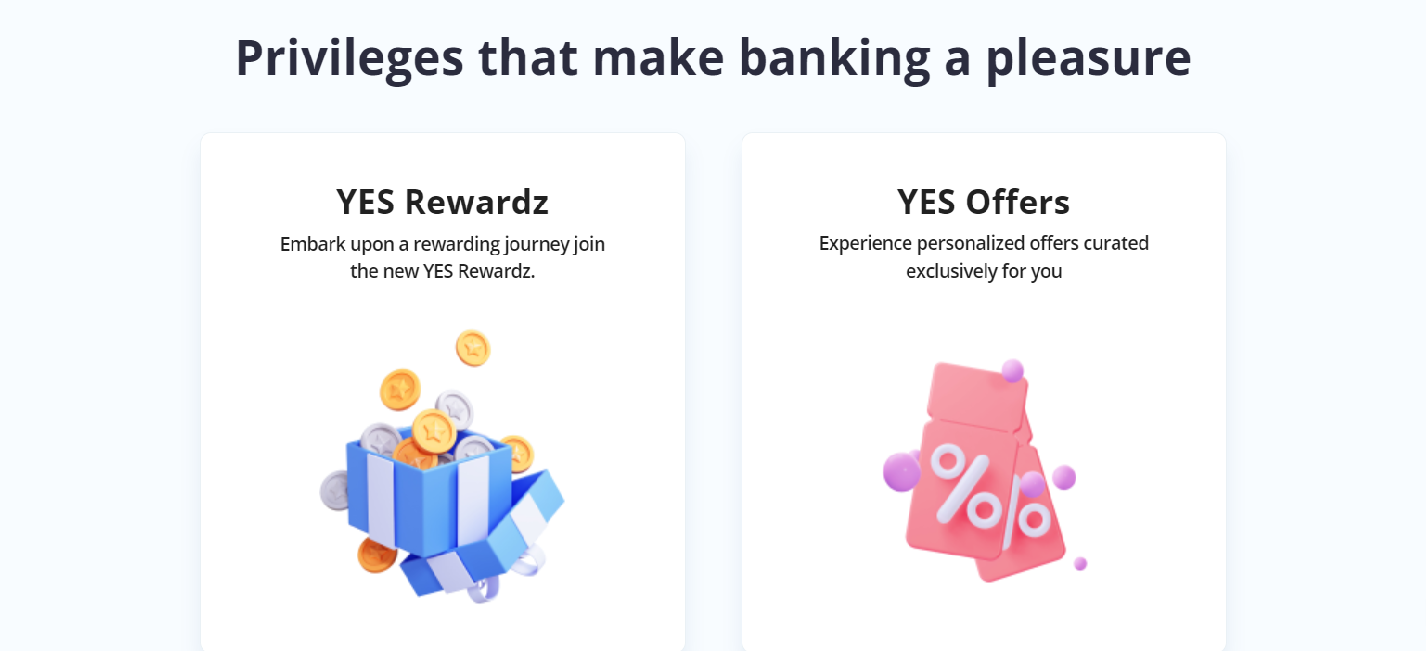 Privileges that make banking a pleasure
YES Rewardz
Embark upon a rewarding journey join
the new YES Rewardz.
YES Offers
Experience personalized offers curated
exclusively for you
%
%